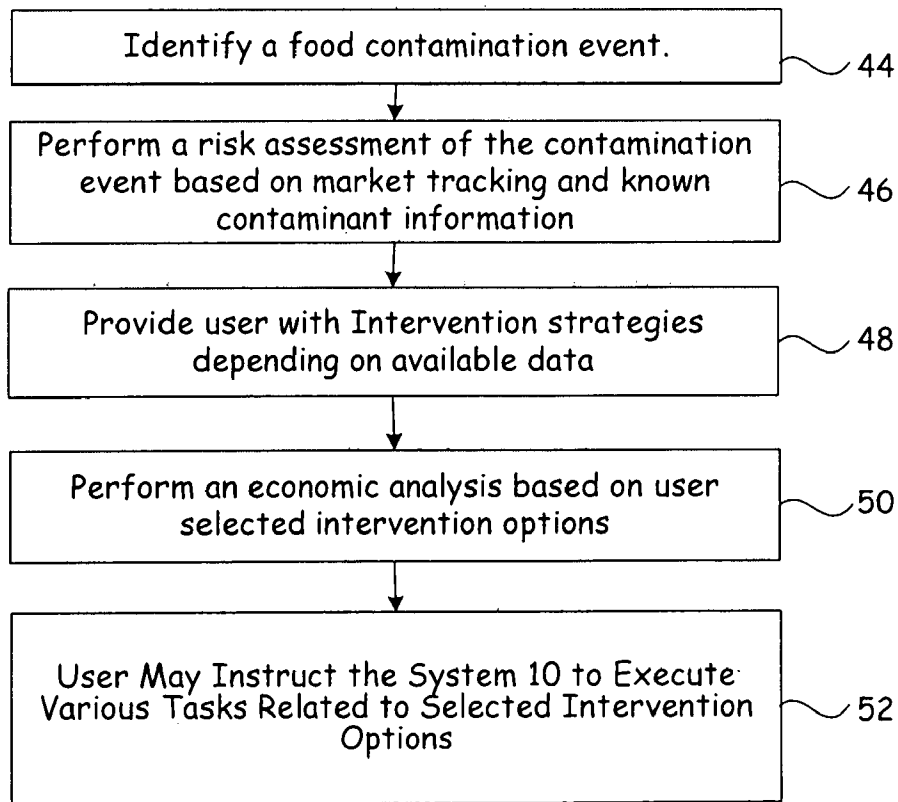 Identify a food contamination event.
44
Perform a risk assessment of the contamination
event based on market tracking and known
contaminant information
46
Provide user with Intervention strategies
depending on available data
48
Perform an economic analysis based on user
selected intervention options
50
User May Instruct the System 10 to Execute
Various Tasks Related to Selected Intervention
Options
52